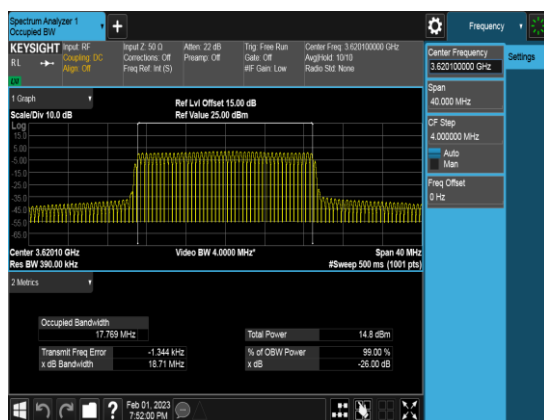 Spectrum Analyzer 1
Occupied BW
+
Frequency
KEYSIGHT
Input: RF
Input Z: 50 Ω
Atten: 22 dB
Trig: Free Run
Center Freq: 3.620100000 GHz
RL
Coupling: DC
Corrections: Off
Preamp: Off
Gate: Off
Avg|Hold: 10/10
Align: Off
Freq Ref: Int (S)
#IF Gain: Low
Radio Std: None
Center Frequency
3.620100000 GHz
Settings
Span
40.000 MHz
CF Step
4.000000 MHz
Auto
Man
Freq Offset
0 Hz
1 Graph
Ref Lvl Offset 15.00 dB
Scale/Div 10.0 dB
Ref Value 25.00 dBm
Log
15.0
5.00
-5.00
-15.0
-25.0
-35.0
-45.0
-55.0
-65.0
Center 3.62010 GHz
Video BW 4.0000 MHz*
Span 40 MHz
Res BW 390.00 kHz
#Sweep 500 ms (1001 pts)
2 Metrics
Occupied Bandwidth
17.769 MHz
Total Power
14.8 dBm
Transmit Freq Error
-1.344 kHz
% of OBW Power
99.00 %
x dB Bandwidth
18.71 MHz
x dB
-26.00 dB
?
Feb 01, 2023
7:52:00 PM